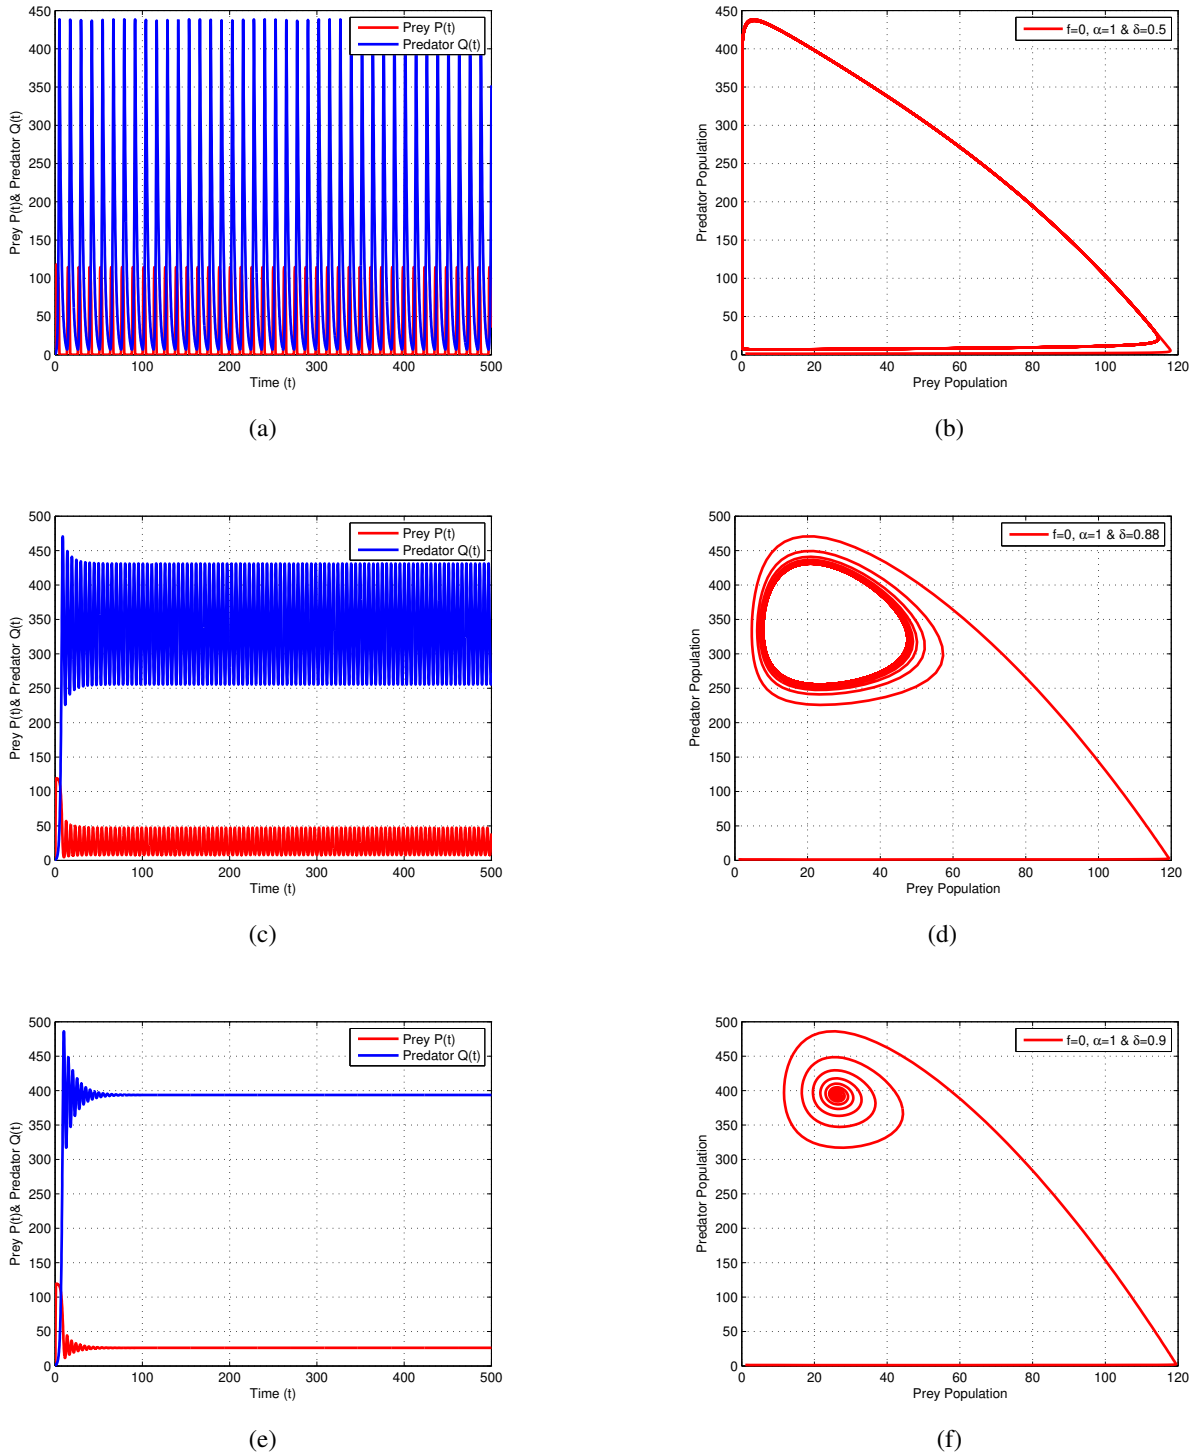 450
400
350
300
250
200
150
100
50
0
Prey P(t)& Predator Q(t)
0 100 200 300 400 500
Time (t)
Prey P(t)
Predator Q(t)
(a)
450
400
350
300
250
200
150
100
50
0
Predator Population
0 20 40 60 80 100 120
Prey Population
f=0, α=1 & δ=0.5
(b)
500
450
400
350
300
250
200
150
100
50
0
Prey P(t)& Predator Q(t)
0 100 200 300 400 500
Time (t)
Prey P(t)
Predator Q(t)
(c)
500
450
400
350
300
250
200
150
100
50
0
Predator Population
0 20 40 60 80 100 120
Prey Population
f=0, α=1 & δ=0.88
(d)
500
450
400
350
300
250
200
150
100
50
0
Prey P(t)& Predator Q(t)
0 100 200 300 400 500
Time (t)
Prey P(t)
Predator Q(t)
(e)
500
450
400
350
300
250
200
150
100
50
0
Predator Population
0 20 40 60 80 100 120
Prey Population
f=0, α=1 & δ=0.9
(f)